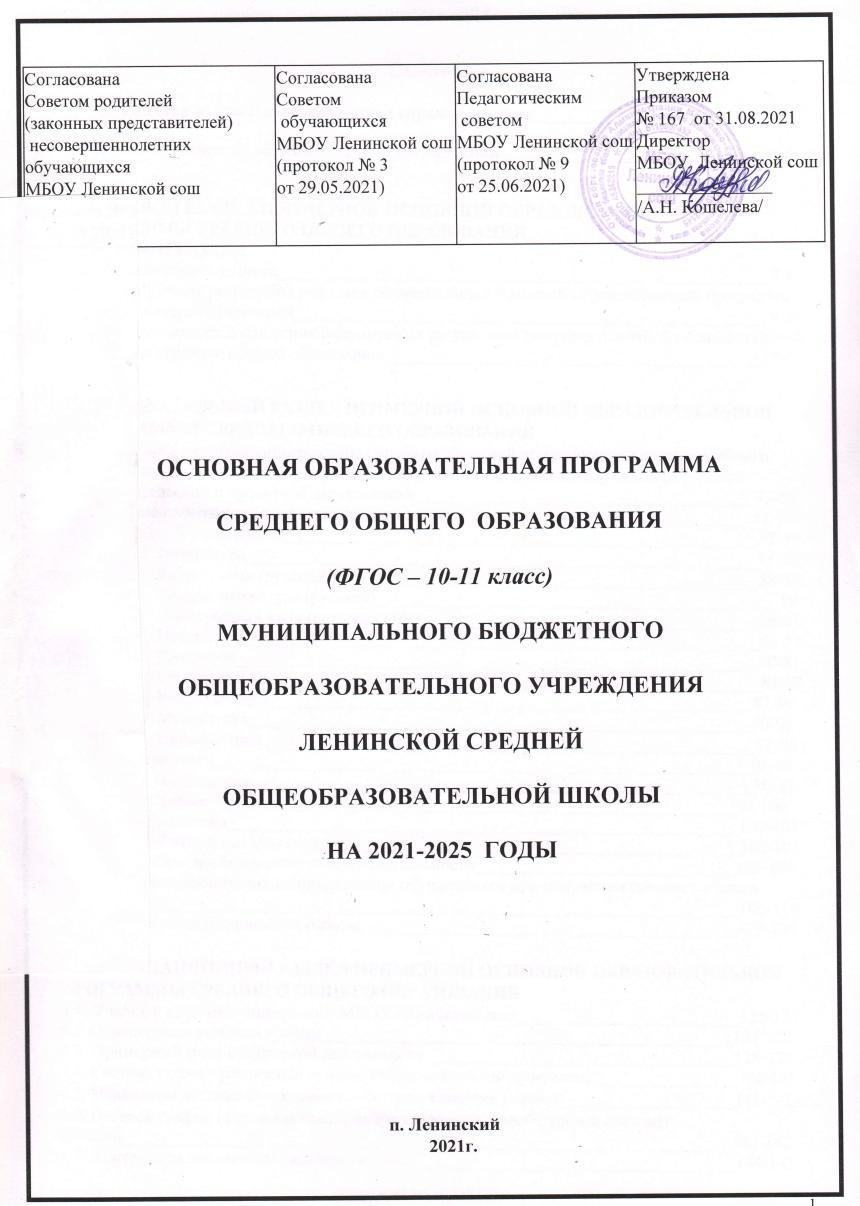 Согласована
Советом родителей
(законных представителей)
несовершеннолетних
обучающихся
МБОУ Ленинской сош
Согласована
Советом
обучающихся
МБОУ Ленинской сош
(протокол № 3
от 29.05.2021)
Согласована
Педагогическим
советом
МБОУ Ленинской сош
(протокол № 9
от 25.06.2021)
Утверждена
Приказом
№ 167 от 31.08.2021
Директор
МБОУ Ленинской сош
/А.Н. Кошелева/
ОСНОВНАЯ ОБРАЗОВАТЕЛЬНАЯ ПРОГРАММА
СРЕДНЕГО ОБЩЕГО ОБРАЗОВАНИЯ
(ФГОС – 10-11 класс)
МУНИЦИПАЛЬНОГО БЮДЖЕТНОГО
ОБЩЕОБРАЗОВАТЕЛЬНОГО УЧРЕЖДЕНИЯ
ЛЕНИНСКОЙ СРЕДНЕЙ
ОБЩЕОБРАЗОВАТЕЛЬНОЙ ШКОЛЫ
НА 2021-2025 ГОДЫ
п. Ленинский
2021г.
1